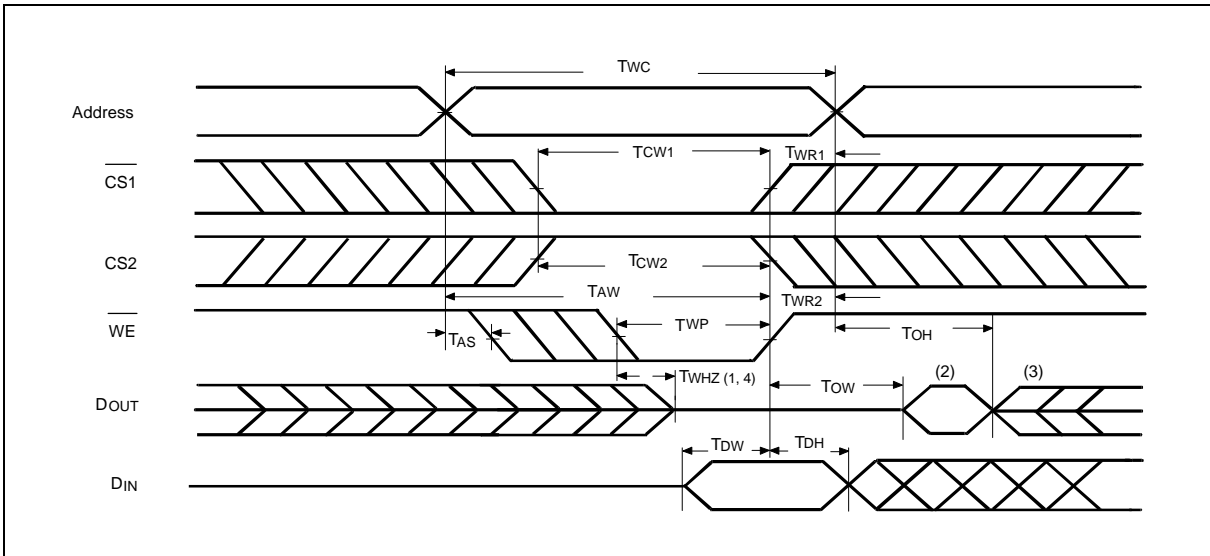 TWC
Address
TCW1
TWR1
CS1
CS2
TCW2
TAW
TWR2
WE
TAS
TWP
TOH
TWHZ (1, 4)
TOW
(2)
(3)
DOUT
TDW
TDH
DIN